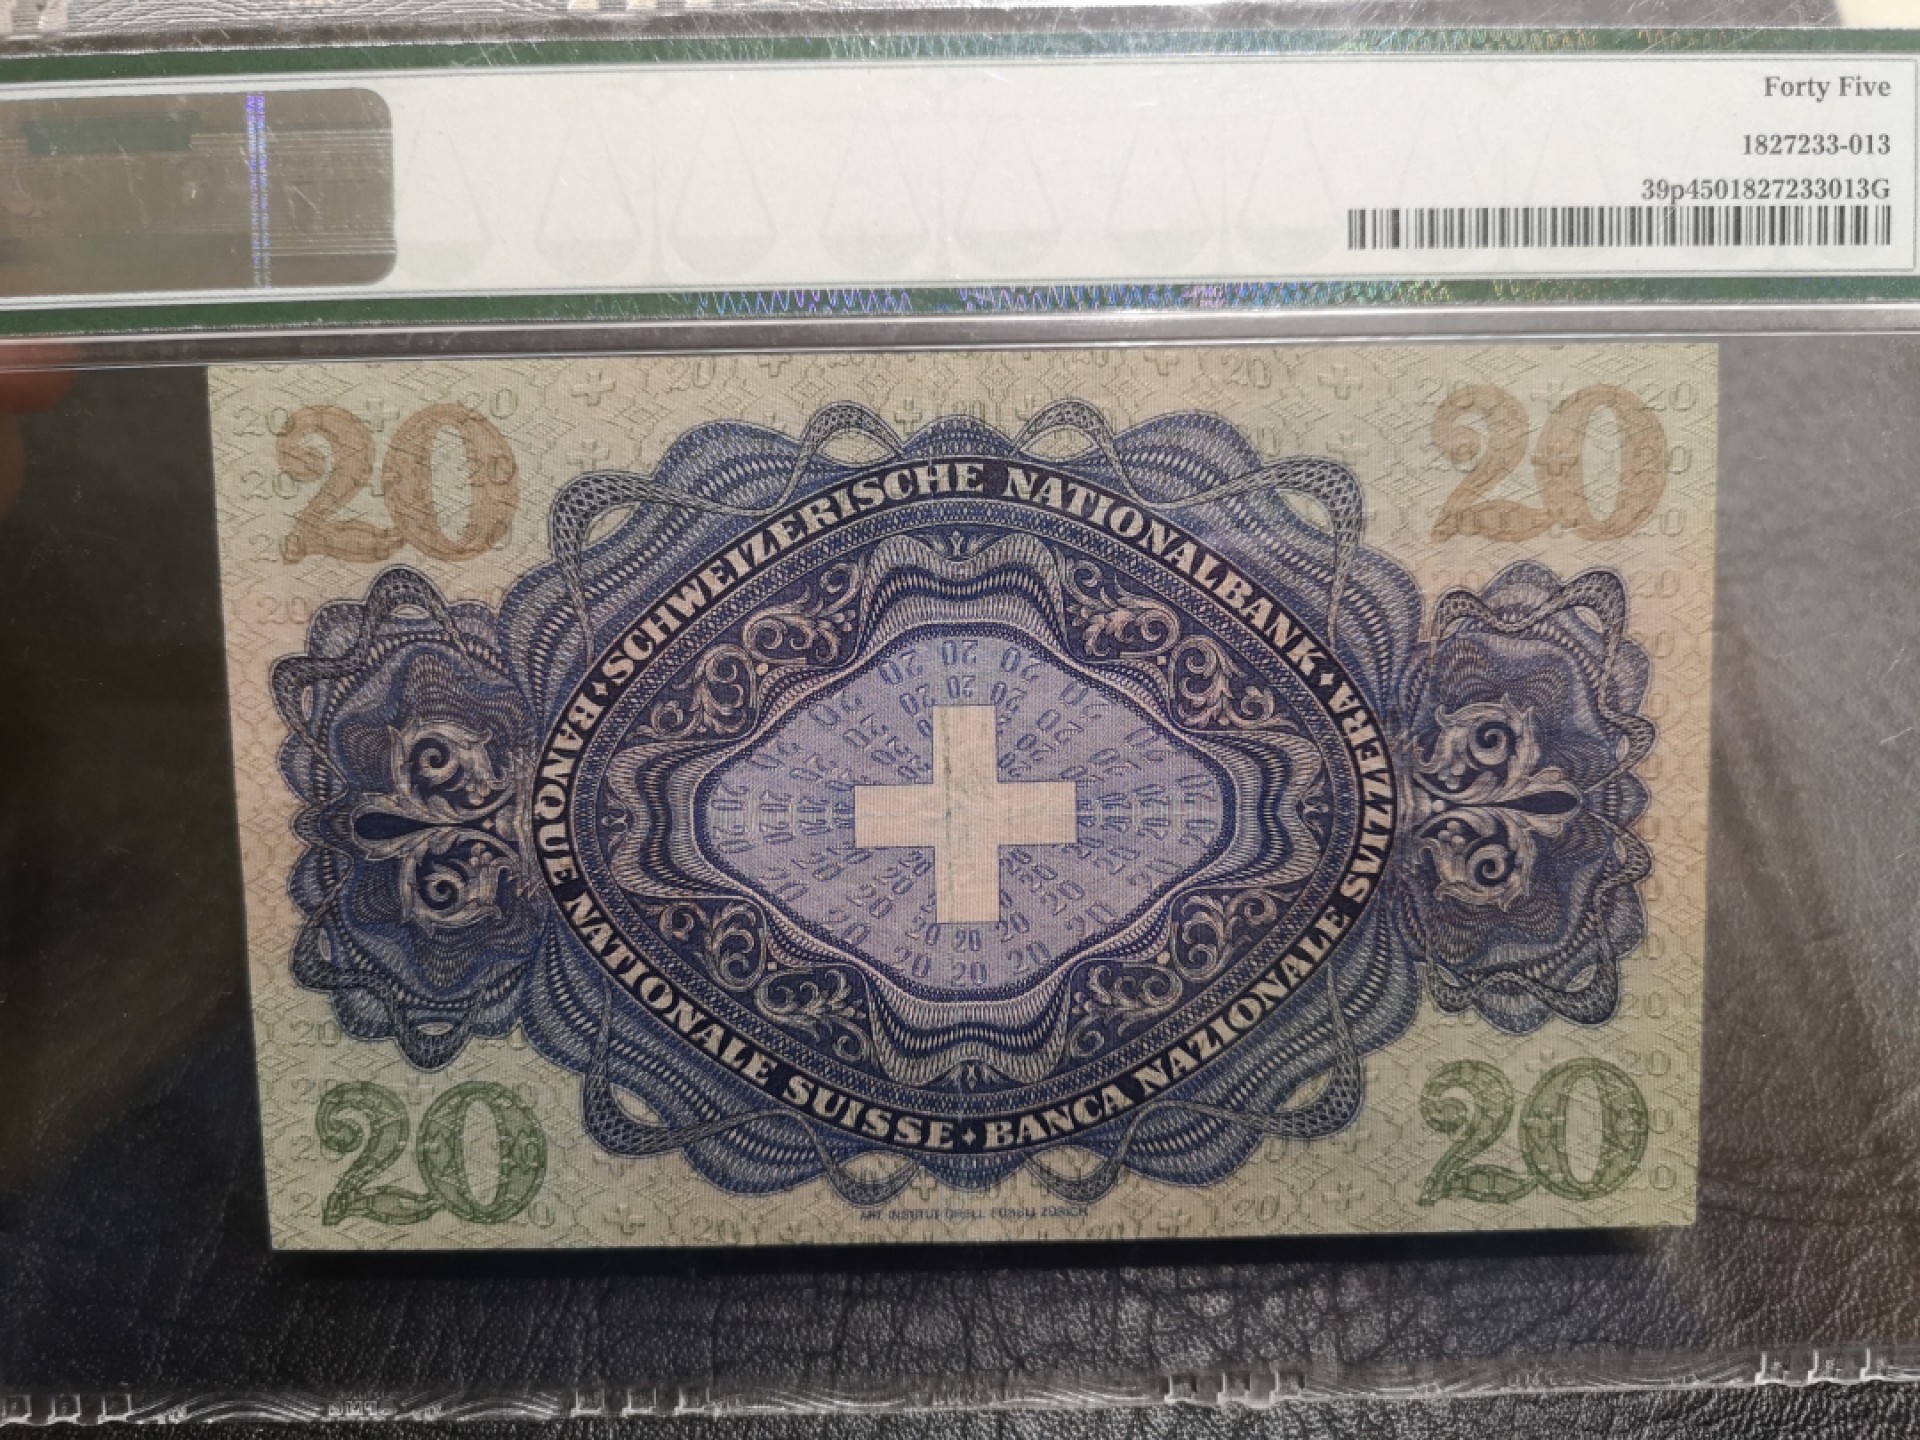 Forty Five
1827233-013
39p4501827233013G
20 20
SCHWEIZERISCHE NATIONALBANK
BANQUE NATIONALE SUISSE
BANCA NAZIONALE SVIZZERA
20 20
ART. INSTITUT ORELL FÜSSLI ZÜRICH